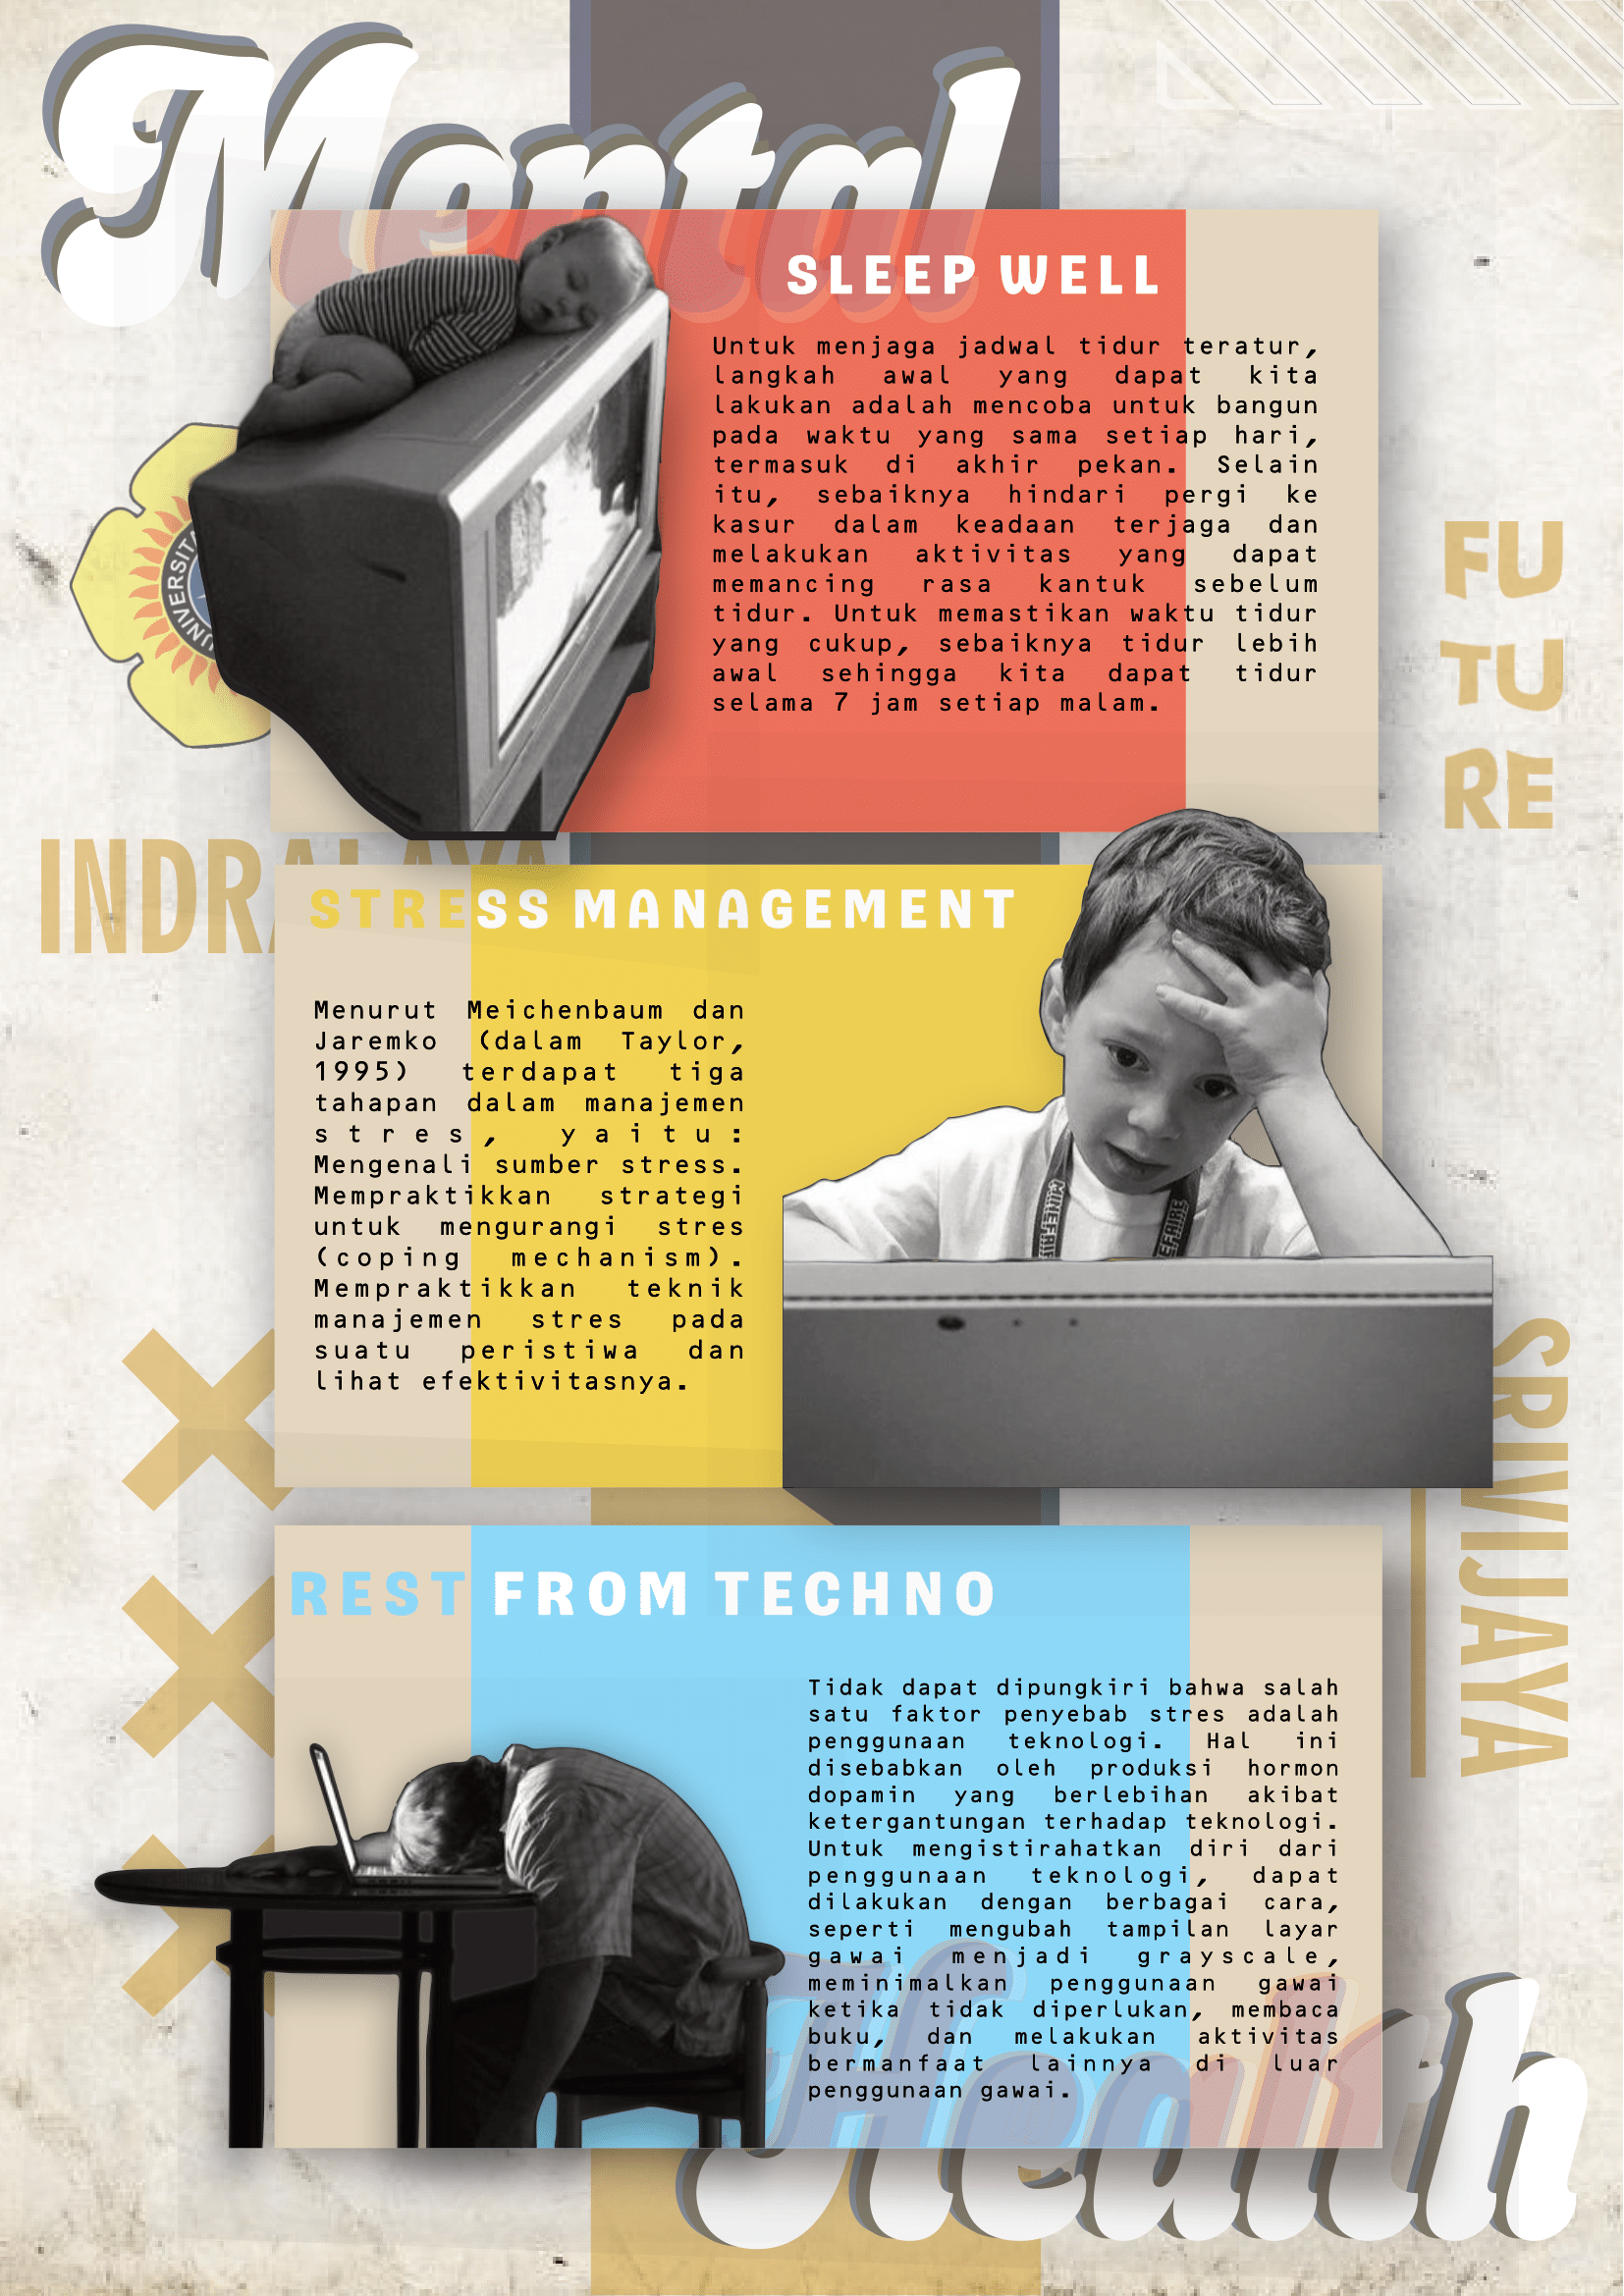 Mental
SLEEP WELL
Untuk menjaga jadwal tidur teratur,
langkah awal yang dapat kita
lakukan adalah mencoba untuk bangun
pada waktu yang sama setiap hari,
termasuk di akhir pekan. Selain
itu, sebaiknya hindari pergi ke
kasur dalam keadaan terjaga dan
melakukan aktivitas yang dapat
memancing rasa kantuk sebelum
tidur. Untuk memastikan waktu tidur
yang cukup, sebaiknya tidur lebih
awal sehingga kita dapat tidur
selama 7 jam setiap malam.
FU
TU
RE
INDRALAYA
STRESS MANAGEMENT
Menurut Meichenbaum dan
Jaremko (dalam Taylor,
1995) terdapat tiga
tahapan dalam manajemen
stres, yaitu:
Mengenali sumber stress.
Mempraktikkan strategi
untuk mengurangi stres
(coping mechanism).
Mempraktikkan teknik
manajemen stres pada
suatu peristiwa dan
lihat efektivitasnya.
SRIWIJAYA
REST FROM TECHNO
Tidak dapat dipungkiri bahwa salah
satu faktor penyebab stres adalah
penggunaan teknologi. Hal ini
disebabkan oleh produksi hormon
dopamin yang berlebihan akibat
ketergantungan terhadap teknologi.
Untuk mengistirahatkan diri dari
penggunaan teknologi, dapat
dilakukan dengan berbagai cara,
seperti mengubah tampilan layar
gawai menjadi grayscale,
meminimalkan penggunaan gawai
ketika tidak diperlukan, membaca
buku, dan melakukan aktivitas
bermanfaat lainnya di luar
penggunaan gawai.
Health